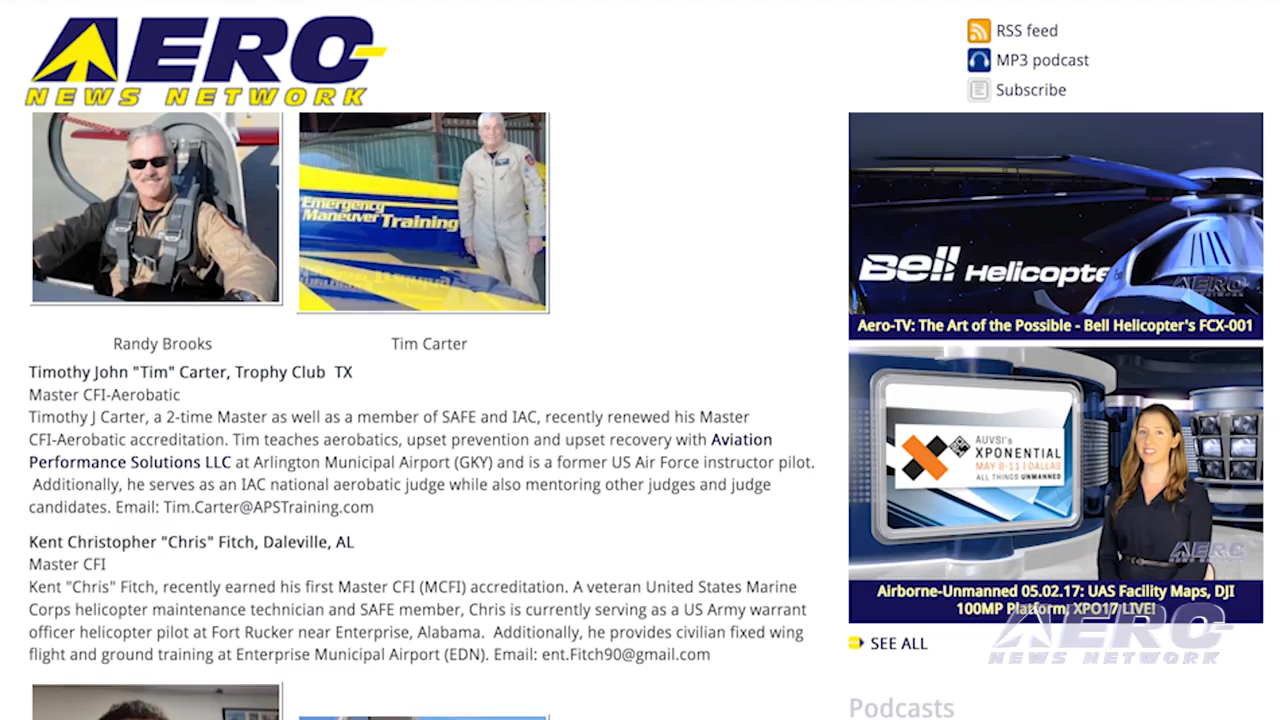 AERO
NEWS NETWORK
RSS feed
MP3 podcast
Subscribe
Emergency
Maneuver Training
Bell Helicopte
AERO
NEWS NETWORK
Aero-TV: The Art of the Possible - Bell Helicopter's FCX-001
Randy Brooks
Tim Carter
Timothy John "Tim" Carter, Trophy Club TX
Master CFI-Aerobatic
Timothy J Carter, a 2-time Master as well as a member of SAFE and IAC, recently renewed his Master
CFI-Aerobatic accreditation. Tim teaches aerobatics, upset prevention and upset recovery with Aviation
Performance Solutions LLC at Arlington Municipal Airport (GKY) and is a former US Air Force instructor pilot.
Additionally, he serves as an IAC national aerobatic judge while also mentoring other judges and judge
candidates. Email: Tim.Carter@APSTraining.com
Kent Christopher "Chris" Fitch, Daleville, AL
Master CFI
Kent "Chris" Fitch, recently earned his first Master CFI (MCFI) accreditation. A veteran United States Marine
Corps helicopter maintenance technician and SAFE member, Chris is currently serving as a US Army warrant
officer helicopter pilot at Fort Rucker near Enterprise, Alabama. Additionally, he provides civilian fixed wing
flight and ground training at Enterprise Municipal Airport (EDN). Email: ent.Fitch90@gmail.com
AUVSI's
XPONENTIAL
MAY 8-11 | DALLAS
ALL THINGS UNMANNED
AERO
NEWS NETWORK
Airborne-Unmanned 05.02.17: UAS Facility Maps, DJI
100MP Platform, XPO17 LIVE!
SEE ALL
AERO
NEWS NETWORK
Podcasts